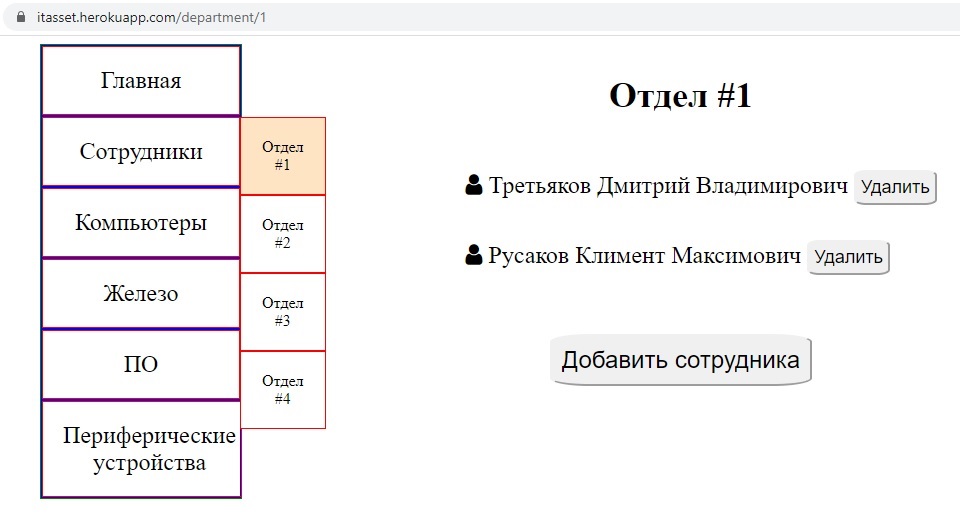 itasset.herokuapp.com/department/1
Главная
Сотрудники
Компьютеры
Железо
ПО
Периферические
устройства
Отдел
#1
Отдел
#2
Отдел
#3
Отдел
#4
Отдел #1
Третьяков Дмитрий Владимирович Удалить
Русаков Климент Максимович Удалить
Добавить сотрудника